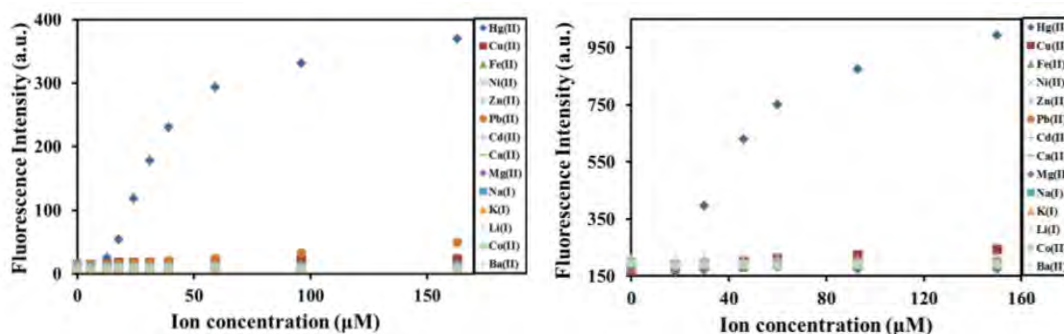 Fluorescence Intensity (a.u.)
400
300
200
100
0
0
50
100
150
Ion concentration (μM)
Hg(II)
Cu(II)
Fe(II)
Ni(II)
Zn(II)
Pb(II)
Cd(II)
Ca(II)
Mg(II)
Na(I)
K(I)
Li(I)
Co(II)
Ba(II)
Fluorescence Intensity (a.u.)
950
750
550
350
150
0
40
80
120
160
Ion concentration (μM)
Hg(II)
Cu(II)
Fe(II)
Ni(II)
Zn(II)
Pb(II)
Cd(II)
Ca(II)
Mg(II)
Na(I)
K(I)
Li(I)
Co(II)
Ba(II)